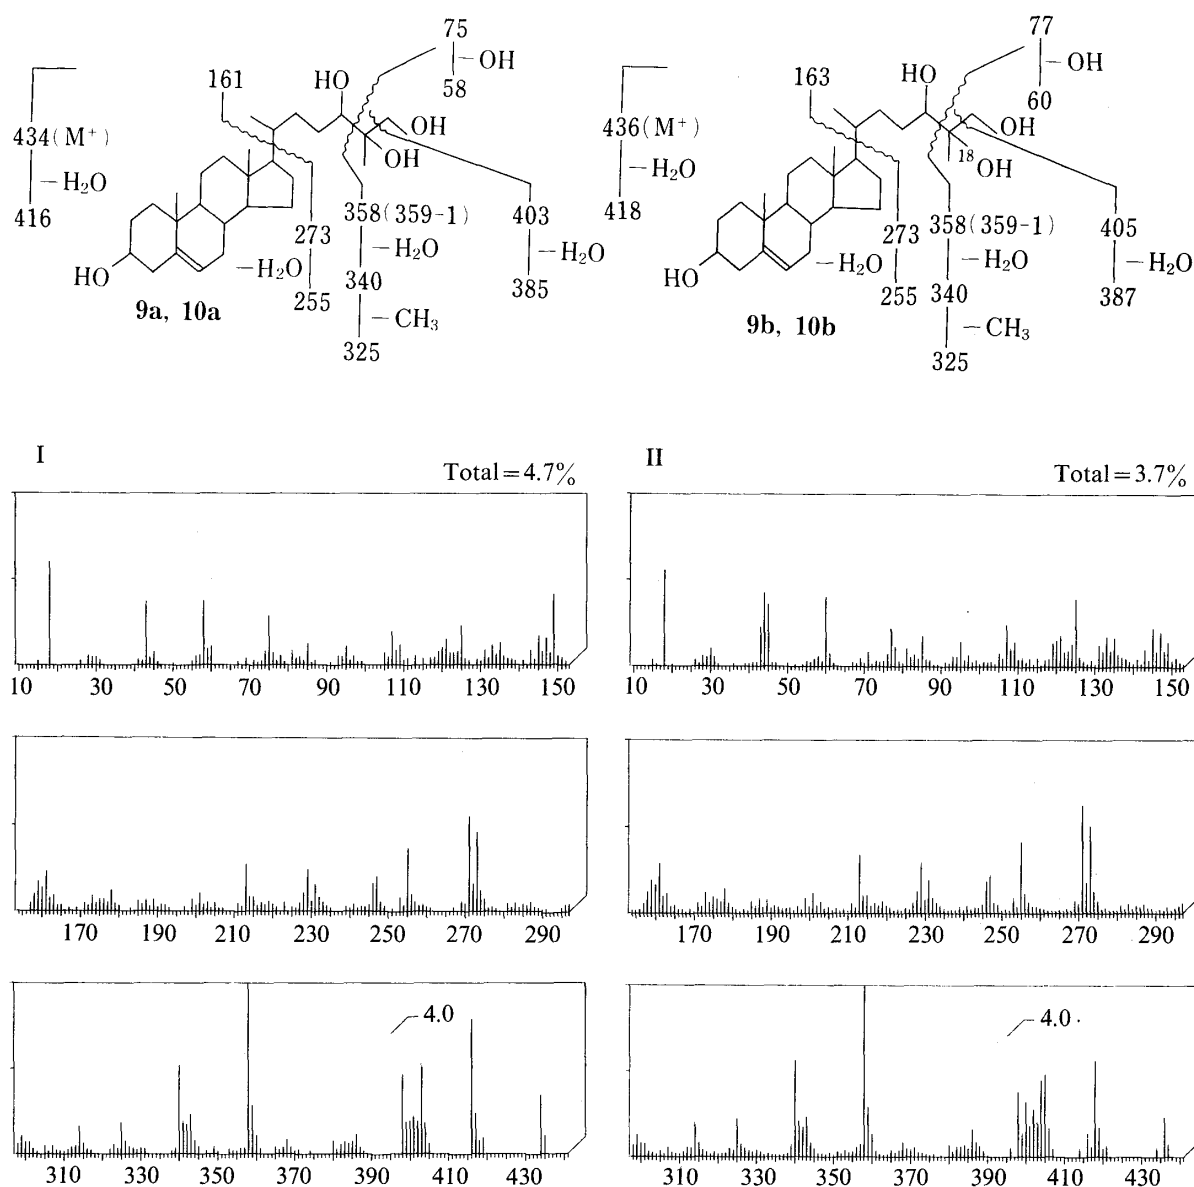 75
– OH
58
161
HO
434(M⁺)
OH
OH
– H₂O
416
358(359-1)
403
273
– H₂O
– H₂O
– H₂O
HO
340
385
255
9a, 10a
– CH₃
325
77
– OH
60
163
HO
436(M⁺)
OH
18
OH
– H₂O
418
358(359-1)
405
273
– H₂O
– H₂O
– H₂O
HO
255
340
387
9b, 10b
– CH₃
325
I
Total=4.7%
10 30 50 70 90 110 130 150
170 190 210 230 250 270 290
4.0
310 330 350 370 390 410 430
II
Total=3.7%
10 30 50 70 90 110 130 150
170 190 210 230 250 270 290
4.0
310 330 350 370 390 410 430